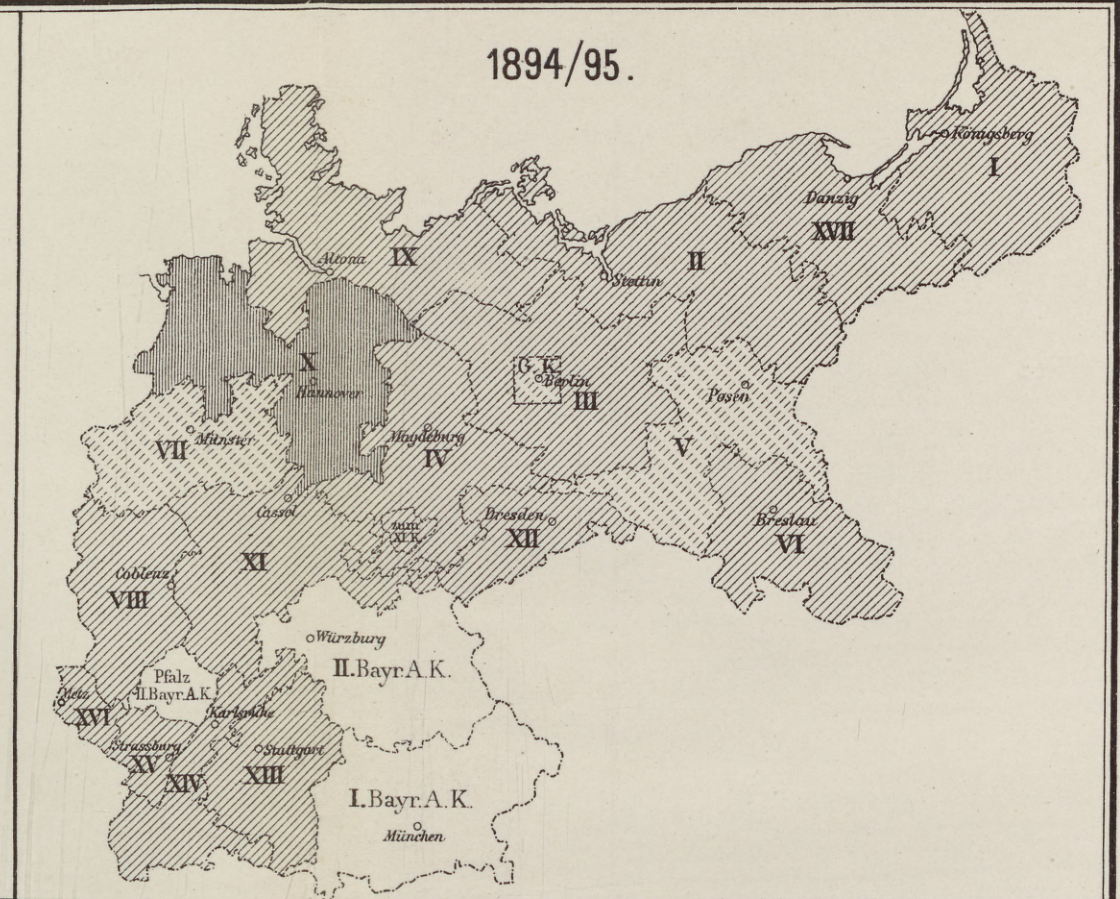 1894/95.
Königsberg
I
Danzig
XVII
IX
Altona
II
Stettin
X
Hannover
G. K.
Berlin
III
Posen
V
Münster
VII
Magdeburg
IV
Cassel
zum
XI.K.
Dresden
XII
Breslau
VI
XI
Coblenz
VIII
Würzburg
II.Bayr.A.K.
Pfalz
II.Bayr.A.K.
Metz
XVI
Karlsruhe
Strassburg
XV
XIV
Stuttgart
XIII
I.Bayr.A.K.
München